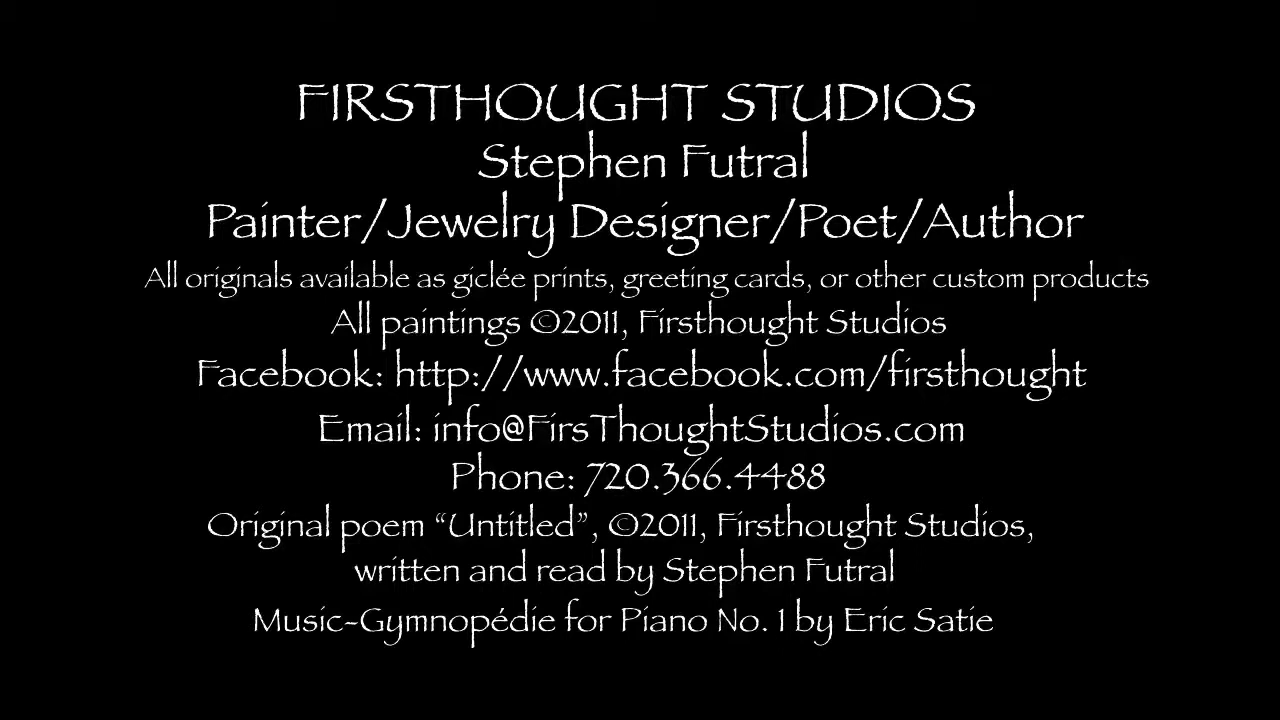 FIRSTHOUGHT STUDIOS
Stephen Futral
Painter/Jewelry Designer/Poet/Author
All originals available as giclée prints, greeting cards, or other custom products
All paintings ©2011, Firsthought Studios
Facebook: http://www.facebook.com/firsthought
Email: info@FirsThoughtStudios.com
Phone: 720.366.4488
Original poem “Untitled”, ©2011, Firsthought Studios,
written and read by Stephen Futral
Music-Gymnopédie for Piano No. 1 by Eric Satie